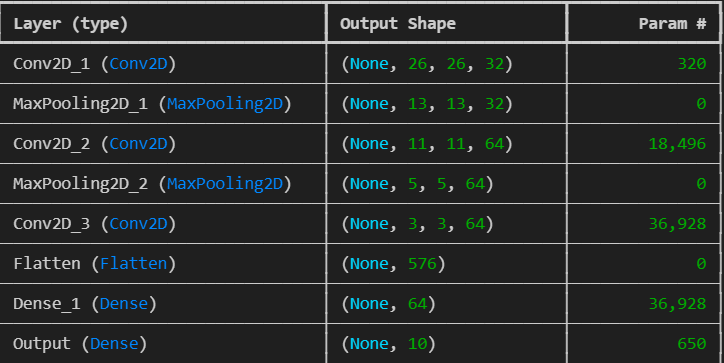 Layer (type) Output Shape Param #
Conv2D_1 (Conv2D) (None, 26, 26, 32) 320
MaxPooling2D_1 (MaxPooling2D) (None, 13, 13, 32) 0
Conv2D_2 (Conv2D) (None, 11, 11, 64) 18,496
MaxPooling2D_2 (MaxPooling2D) (None, 5, 5, 64) 0
Conv2D_3 (Conv2D) (None, 3, 3, 64) 36,928
Flatten (Flatten) (None, 576) 0
Dense_1 (Dense) (None, 64) 36,928
Output (Dense) (None, 10) 650